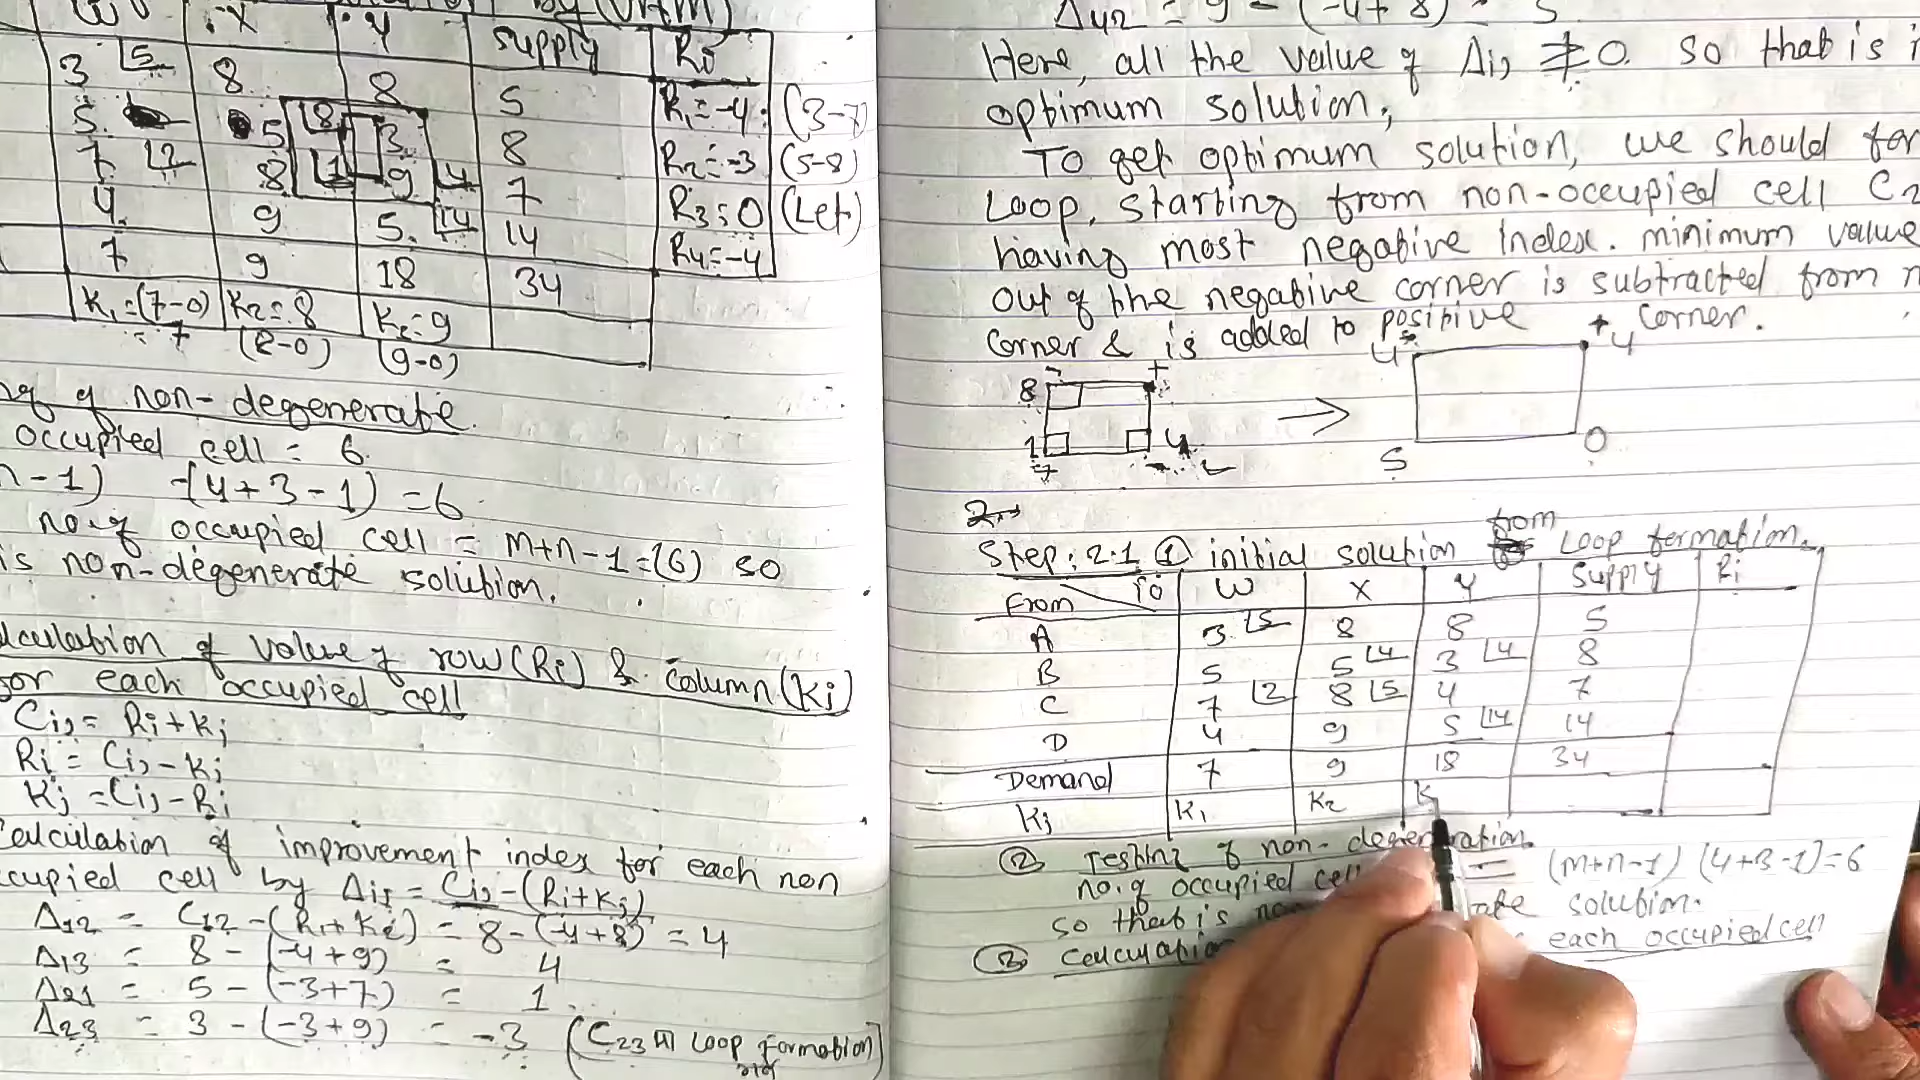 by (VAM)
W X Y supply Ri
3 5 8 8 5 R1=-4 (3-7)
5 5 8 3 8 R2=-3 (5-8)
7 2 8 1 9 4 7 R3=0 (Let)
4 9 5 14 14 R4=-4
7 9 18 34
K1=(7-0) K2=8 K2=9
=7 (8-0) (9-0)
of non-degenerate
occupied cell = 6
n-1) (4+3-1) = 6
no. of occupied cell = m+n-1=(6) so
is non-degenerate solution.
of value of row(Ri) & column(Kj)
for each occupied cell
Cij = Ri+Kj
Ri = Cij-Kj
Kj = Cij-Ri
Calculation of improvement index for each non
cupied cell by Δij = Cij-(Ri+Kj)
Δ12 = C12-(R1+K2) = 8-(-4+8) = 4
Δ13 = 8-(-4+9) = 4
Δ21 = 5-(-3+7) = 1
Δ23 = 3-(-3+9) = -3 (C23 Loop formation)
Δ42 = 9-(-4+8) = 5
Here, all the value of Δij ≱ 0. so that is
optimum solution,
To get optimum solution, we should for
Loop, starting from non-occupied cell C2
having most negative index. minimum value
out of the negative corner is subtracted from
corner & is added to positive corner.
8 - + 4 + 4
1 4 → 5 0
Step: 2.1 ① initial solution from Loop formation.
From To W X Y Supply Ri
A 3 5 8 8 5
B 5 5 4 3 4 8
C 7 2 8 5 4 7
D 4 9 5 14 14
Demand 7 9 18 34
Kj K1 K2 K
② Testing of non-degeneration.
no. of occupied cell = (m+n-1) (4+3-1)=6
so that is solution.
③ each occupied cell